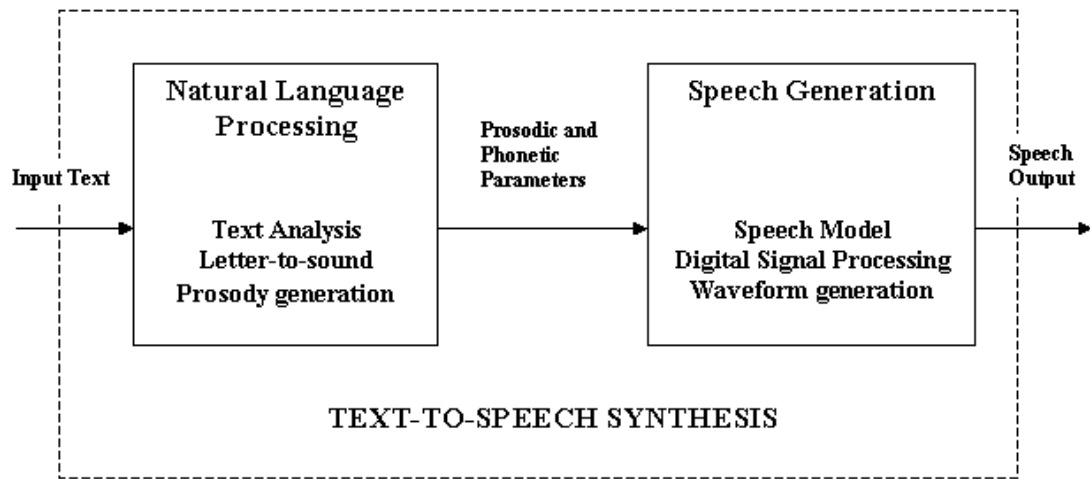 Natural Language
Processing
Speech Generation
Prosodic and
Phonetic
Parameters
Input Text
Speech
Output
Text Analysis
Letter-to-sound
Prosody generation
Speech Model
Digital Signal Processing
Waveform generation
TEXT-TO-SPEECH SYNTHESIS